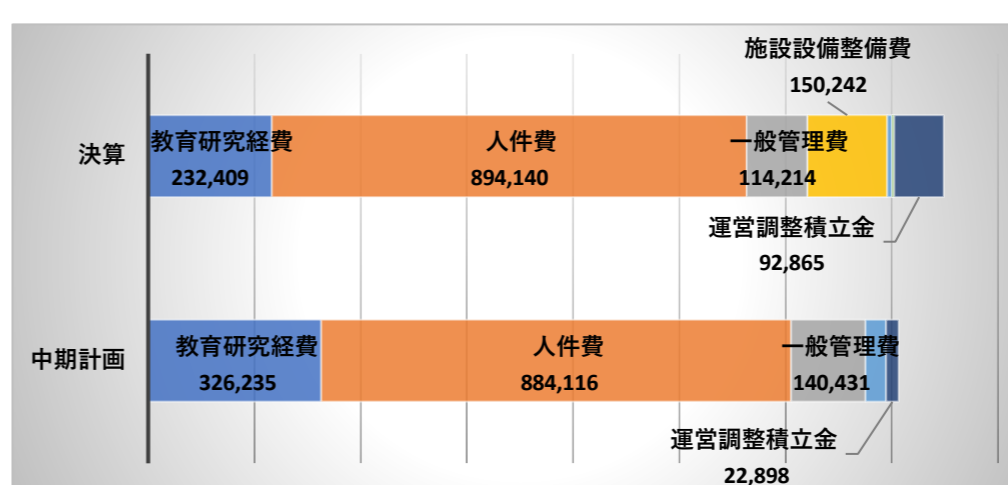 施設設備整備費
150,242
決算
教育研究経費
232,409
人件費
894,140
一般管理費
114,214
運営調整積立金
92,865
中期計画
教育研究経費
326,235
人件費
884,116
一般管理費
140,431
運営調整積立金
22,898